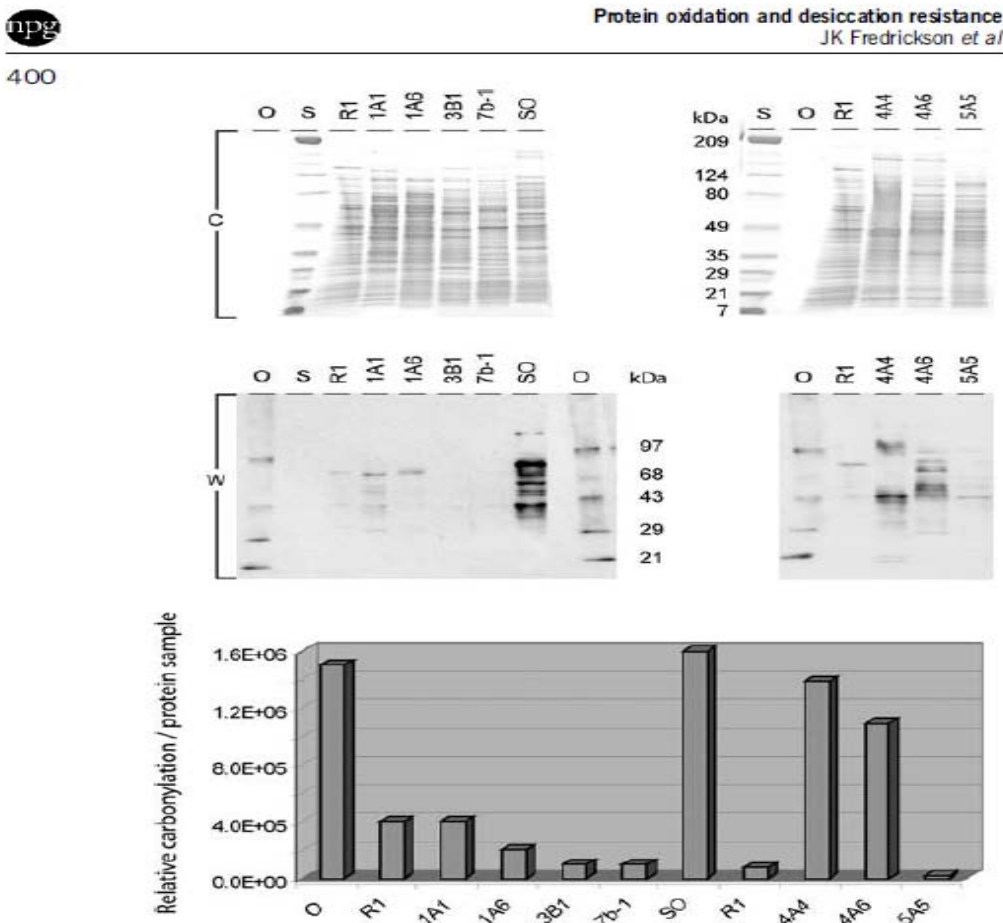 npg
Protein oxidation and desiccation resistance
JK Fredrickson et al
400
O S R1 1A1 1A6 3B1 7b-1 SO
kDa S O R1 4A4 4A6 5A5
C
209
124
80
49
35
29
21
7
O S R1 1A1 1A6 3B1 7b-1 SO O kDa
O R1 4A4 4A6 5A5
W
97
68
43
29
21
Relative carbonylation / protein sample
1.6E+06
1.2E+06
8.0E+05
4.0E+05
0.0E+00
O R1 1A1 1A6 3B1 7b-1 SO R1 4A4 4A6 5A5